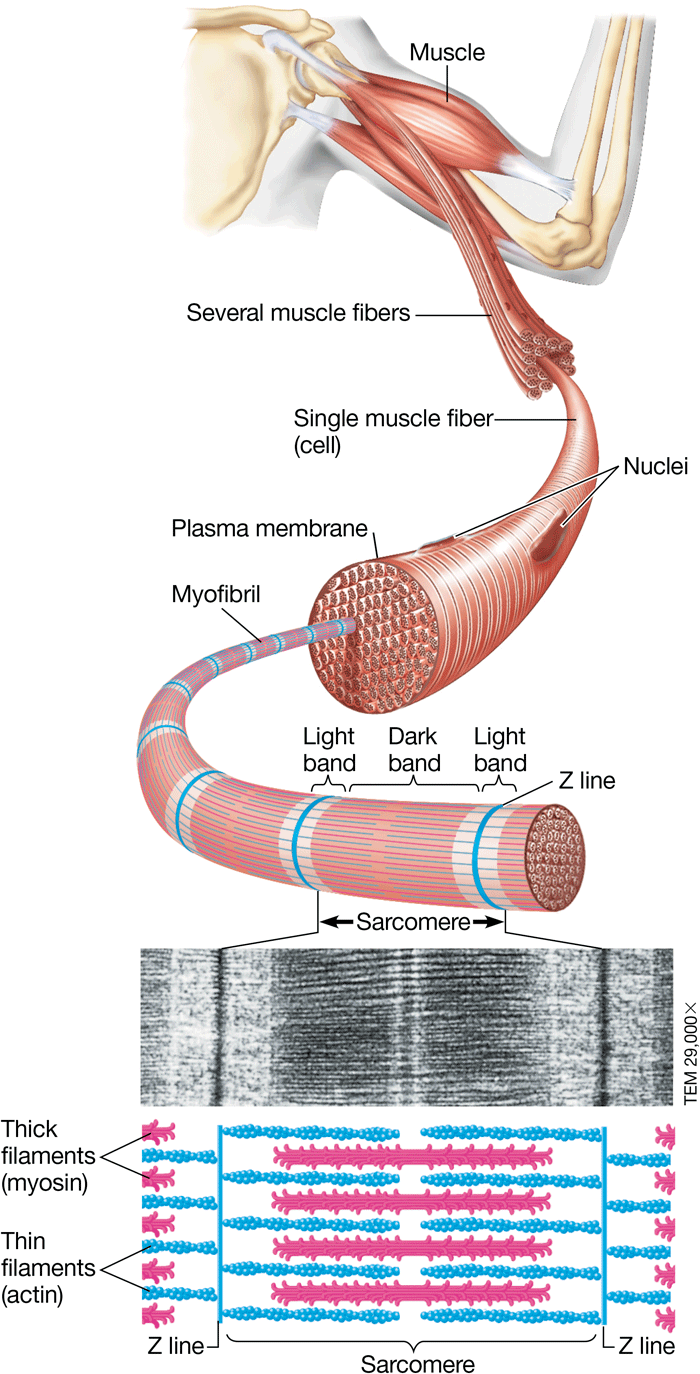 Muscle
Several muscle fibers
Single muscle fiber
(cell)
Nuclei
Plasma membrane
Myofibril
Light
band
Dark
band
Light
band
Z line
Sarcomere
TEM 29,000×
Thick
filaments
(myosin)
Thin
filaments
(actin)
Z line
Sarcomere
Z line